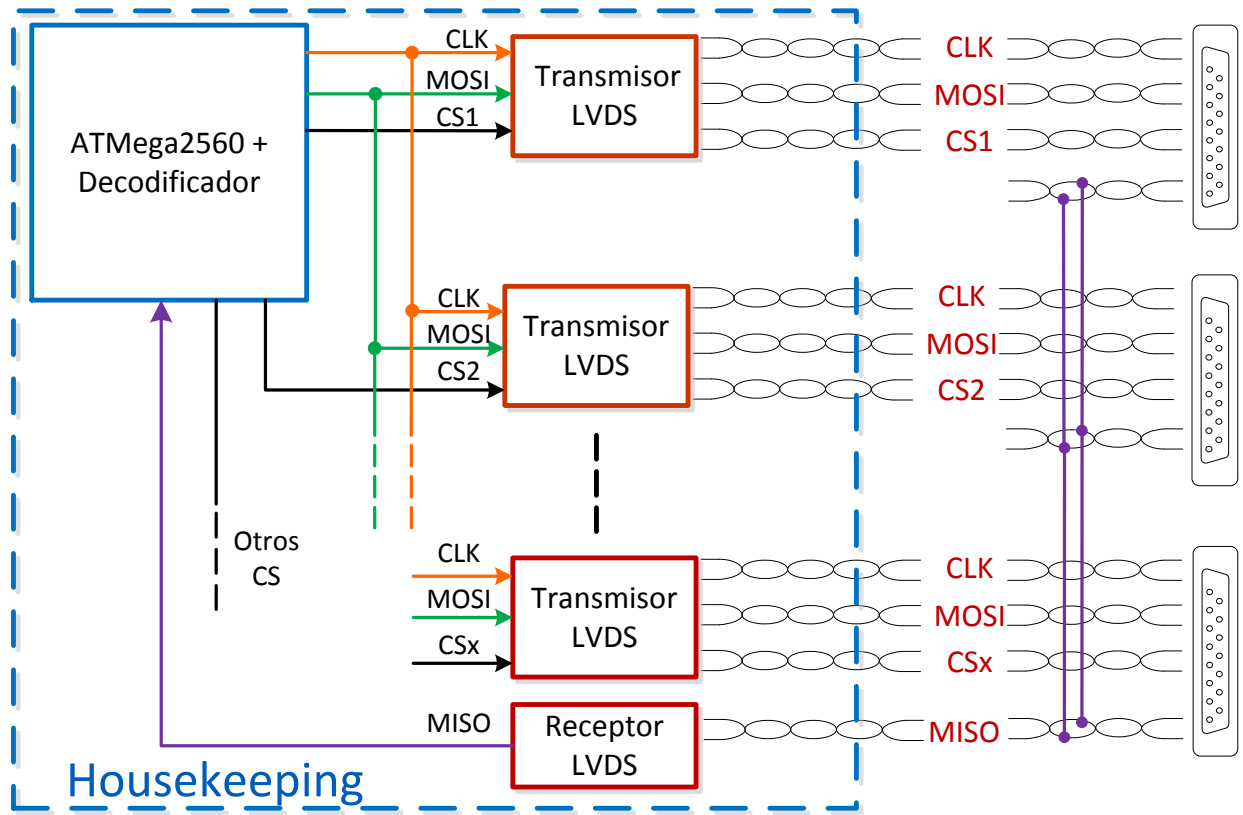 ATMega2560 +
Decodificador
CLK
MOSI
CS1
Transmisor
LVDS
CLK
MOSI
CS1
CLK
MOSI
CS2
Transmisor
LVDS
CLK
MOSI
CS2
Otros
CS
CLK
MOSI
CSx
Transmisor
LVDS
CLK
MOSI
CSx
MISO
Receptor
LVDS
MISO
Housekeeping